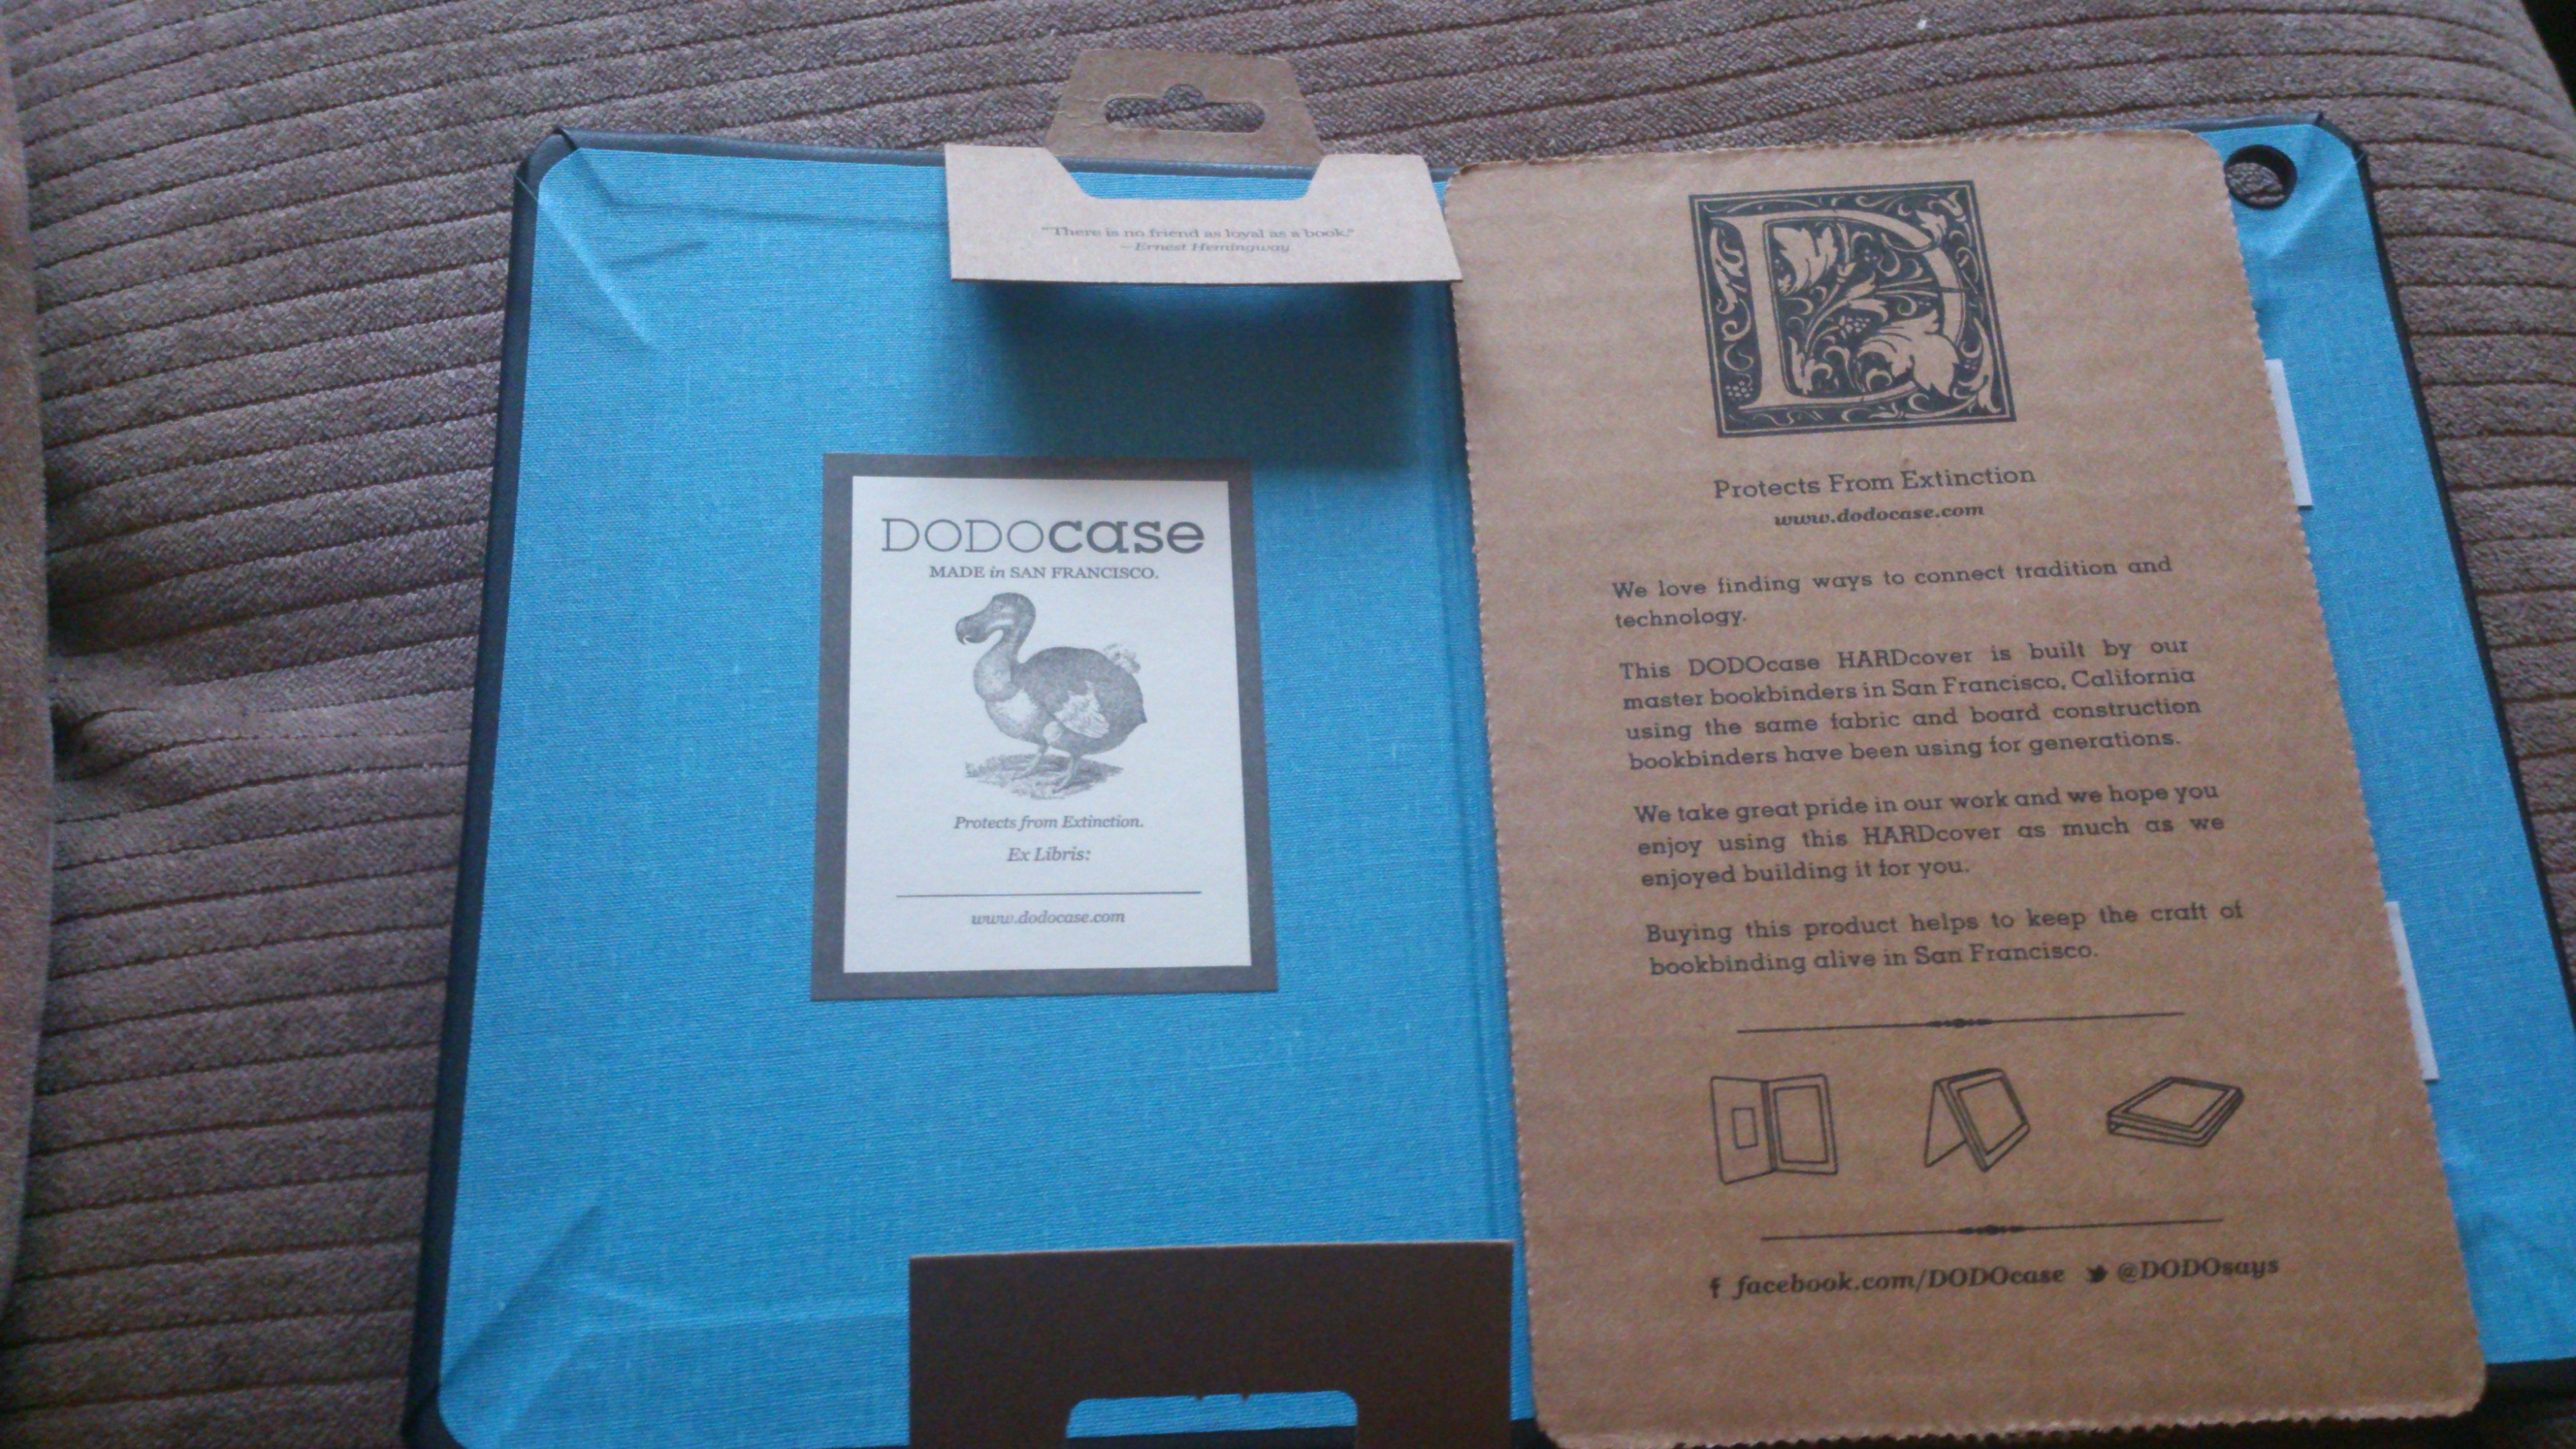 "There is no friend as loyal as a book."
- Ernest Hemingway
DODOcase
MADE in SAN FRANCISCO.
Protects from Extinction.
Ex Libris:
www.dodocase.com
D
Protects From Extinction
www.dodocase.com
We love finding ways to connect tradition and
technology.
This DODOcase HARDcover is built by our
master bookbinders in San Francisco, California
using the same fabric and board construction
bookbinders have been using for generations.
We take great pride in our work and we hope you
enjoy using this HARDcover as much as we
enjoyed building it for you.
Buying this product helps to keep the craft of
bookbinding alive in San Francisco.
f facebook.com/DODOcase @DODOsays